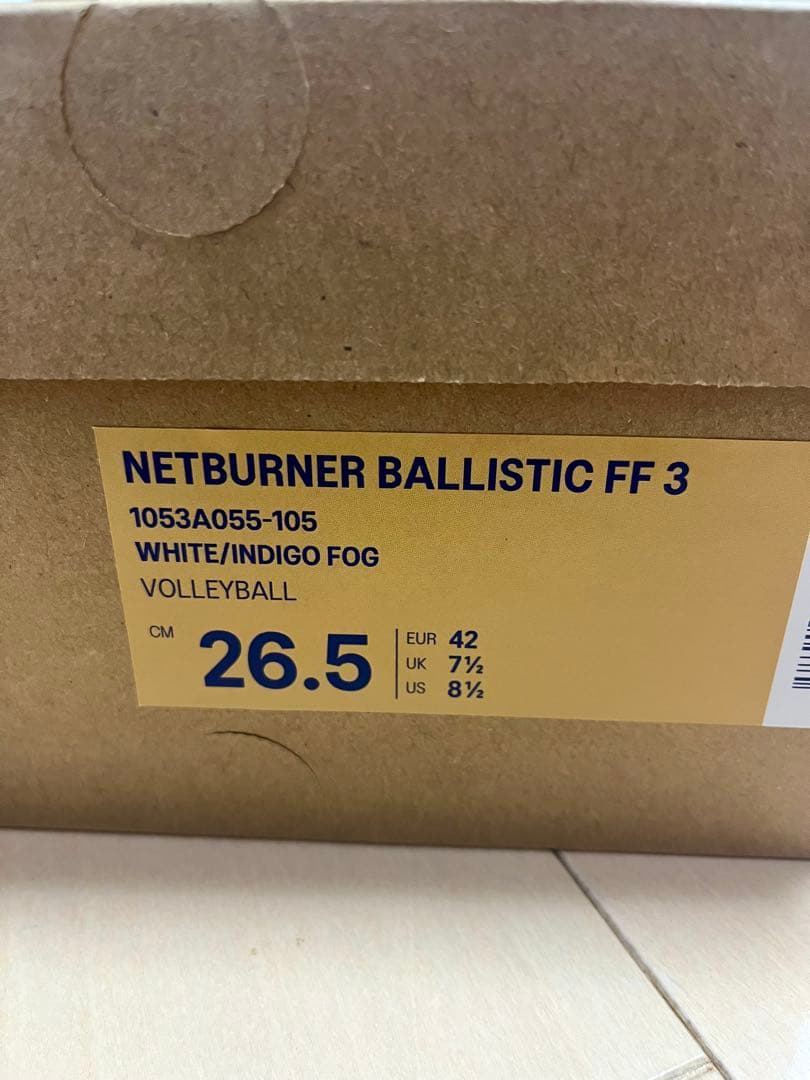 NETBURNER BALLISTIC FF 3
1053A055-105
WHITE/INDIGO FOG
VOLLEYBALL
CM 26.5
EUR 42
UK 7½
US 8½